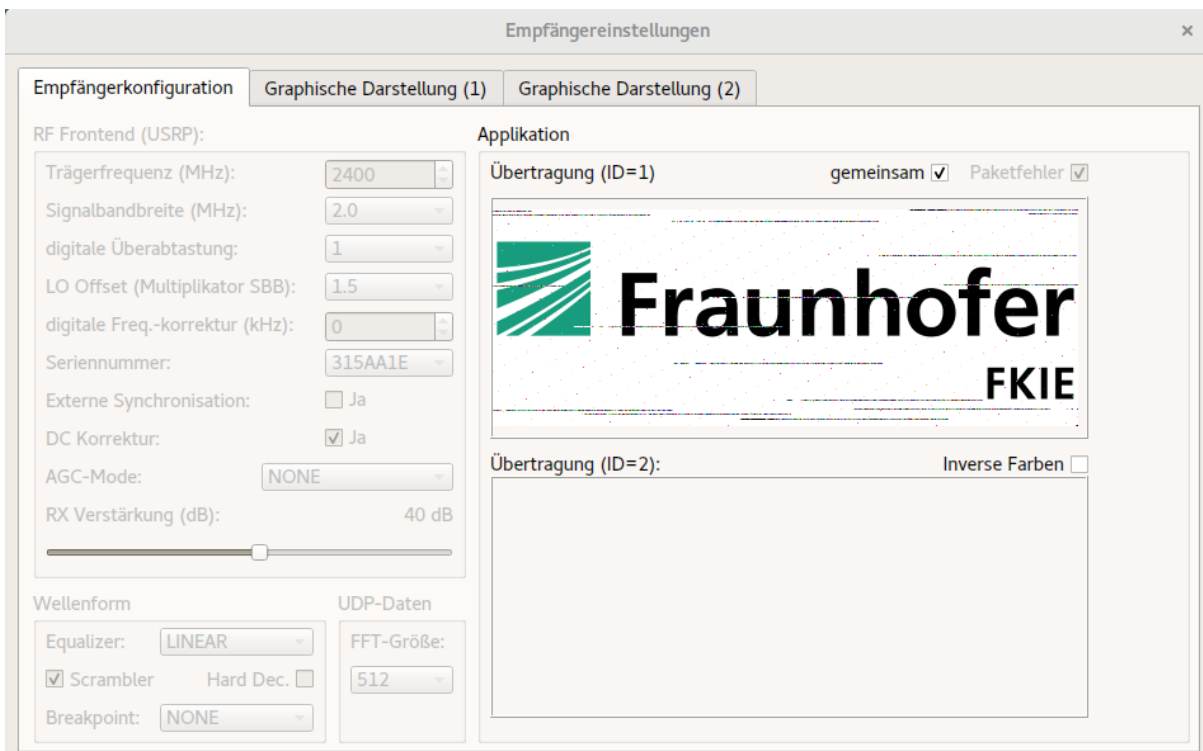 Empfängereinstellungen
Empfängerkonfiguration
Graphische Darstellung (1)
Graphische Darstellung (2)
RF Frontend (USRP):
Trägerfrequenz (MHz): 2400
Signalbandbreite (MHz): 2.0
digitale Überabtastung: 1
LO Offset (Multiplikator SBB): 1.5
digitale Freq.-korrektur (kHz): 0
Seriennummer: 315AA1E
Externe Synchronisation: Ja
DC Korrektur: Ja
AGC-Mode: NONE
RX Verstärkung (dB): 40 dB
Wellenform
Equalizer: LINEAR
Scrambler Hard Dec.
Breakpoint: NONE
UDP-Daten
FFT-Größe:
512
Applikation
Übertragung (ID=1) gemeinsam Paketfehler
Fraunhofer
FKIE
Übertragung (ID=2): Inverse Farben